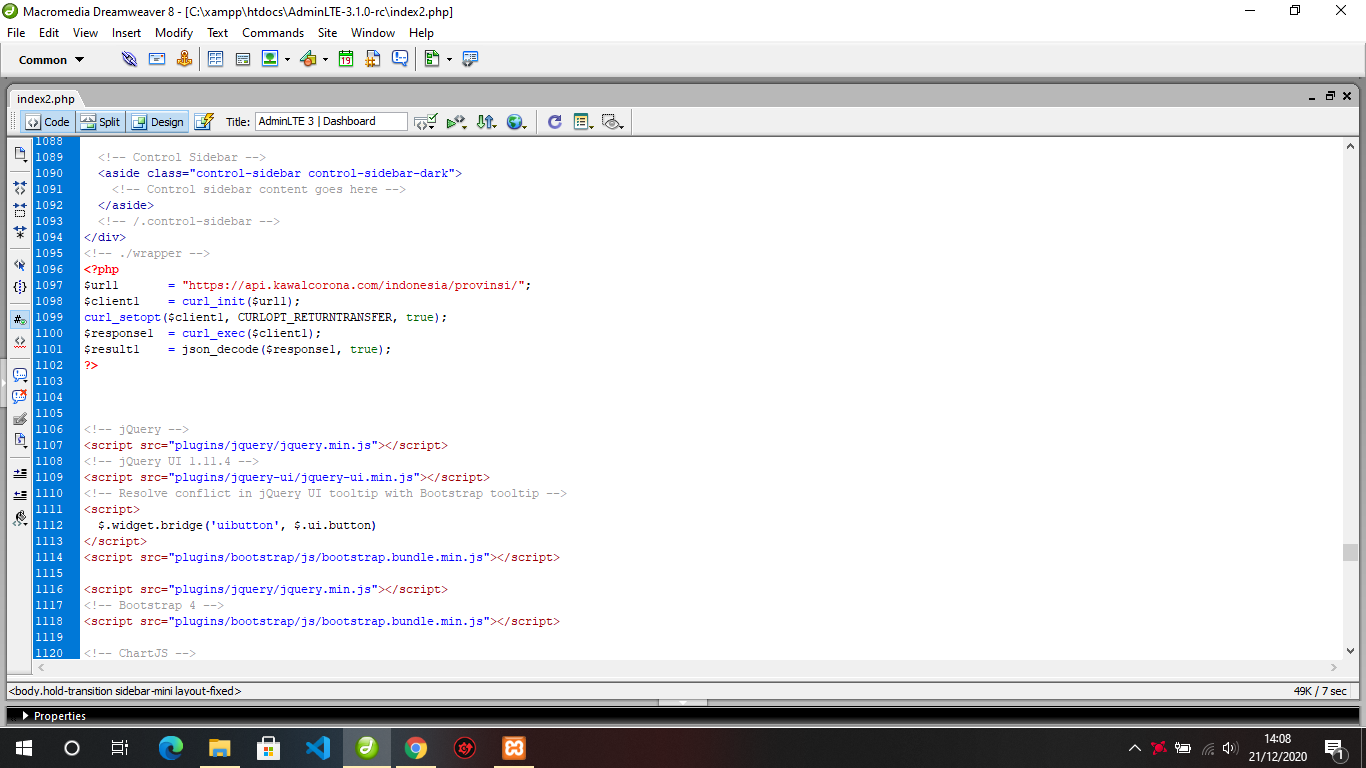 Macromedia Dreamweaver 8 - [C:\xampp\htdocs\AdminLTE-3.1.0-rc\index2.php]
File Edit View Insert Modify Text Commands Site Window Help
Common
19
index2.php
Code Split Design Title: AdminLTE 3 | Dashboard
1088
1089 <!-- Control Sidebar -->
1090 <aside class="control-sidebar control-sidebar-dark">
1091 <!-- Control sidebar content goes here -->
1092 </aside>
1093 <!-- /.control-sidebar -->
1094 </div>
1095 <!-- ./wrapper -->
1096 <?php
1097 $url1 = "https://api.kawalcorona.com/indonesia/provinsi/";
1098 $client1 = curl_init($url1);
1099 curl_setopt($client1, CURLOPT_RETURNTRANSFER, true);
1100 $response1 = curl_exec($client1);
1101 $result1 = json_decode($response1, true);
1102 ?>
1103
1104
1105
1106 <!-- jQuery -->
1107 <script src="plugins/jquery/jquery.min.js"></script>
1108 <!-- jQuery UI 1.11.4 -->
1109 <script src="plugins/jquery-ui/jquery-ui.min.js"></script>
1110 <!-- Resolve conflict in jQuery UI tooltip with Bootstrap tooltip -->
1111 <script>
1112 $.widget.bridge('uibutton', $.ui.button)
1113 </script>
1114 <script src="plugins/bootstrap/js/bootstrap.bundle.min.js"></script>
1115
1116 <script src="plugins/jquery/jquery.min.js"></script>
1117 <!-- Bootstrap 4 -->
1118 <script src="plugins/bootstrap/js/bootstrap.bundle.min.js"></script>
1119
1120 <!-- ChartJS -->
<body.hold-transition sidebar-mini layout-fixed> 49K / 7 sec
Properties
14:08
21/12/2020
1